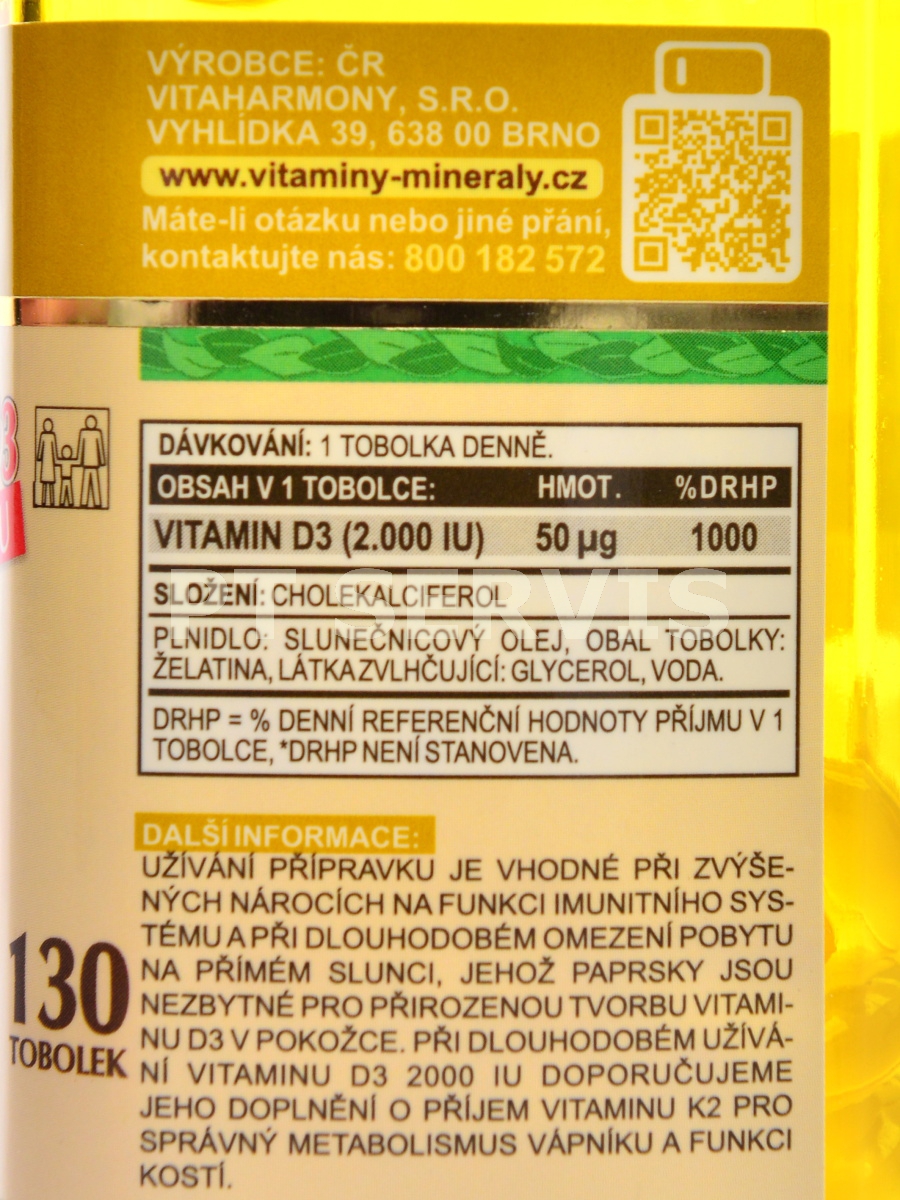 VÝROBCE: ČR
VITAHARMONY, S.R.O.
VYHLÍDKA 39, 638 00 BRNO
www.vitaminy-mineraly.cz
Máte-li otázku nebo jiné přání,
kontaktujte nás: 800 182 572
DÁVKOVÁNÍ: 1 TOBOLKA DENNĚ.
OBSAH V 1 TOBOLCE: HMOT. %DRHP
VITAMIN D3 (2.000 IU) 50 µg 1000
SLOŽENÍ: CHOLEKALCIFEROL
PT SERVIS
PLNIDLO: SLUNEČNICOVÝ OLEJ, OBAL TOBOLKY:
ŽELATINA, LÁTKA ZVLHČUJÍCÍ: GLYCEROL, VODA.
DRHP = % DENNÍ REFERENČNÍ HODNOTY PŘÍJMU V 1
TOBOLCE, *DRHP NENÍ STANOVENA.
DALŠÍ INFORMACE:
UŽÍVÁNÍ PŘÍPRAVKU JE VHODNÉ PŘI ZVÝŠE-
NÝCH NÁROCÍCH NA FUNKCI IMUNITNÍHO SYS-
TÉMU A PŘI DLOUHODOBÉM OMEZENÍ POBYTU
NA PŘÍMÉM SLUNCI, JEHOŽ PAPRSKY JSOU
NEZBYTNÉ PRO PŘIROZENOU TVORBU VITAMI-
NU D3 V POKOŽCE. PŘI DLOUHODOBÉM UŽÍVÁ-
NÍ VITAMINU D3 2000 IU DOPORUČUJEME
JEHO DOPLNĚNÍ O PŘÍJEM VITAMINU K2 PRO
SPRÁVNÝ METABOLISMUS VÁPNÍKU A FUNKCI
KOSTÍ.
130
TOBOLEK